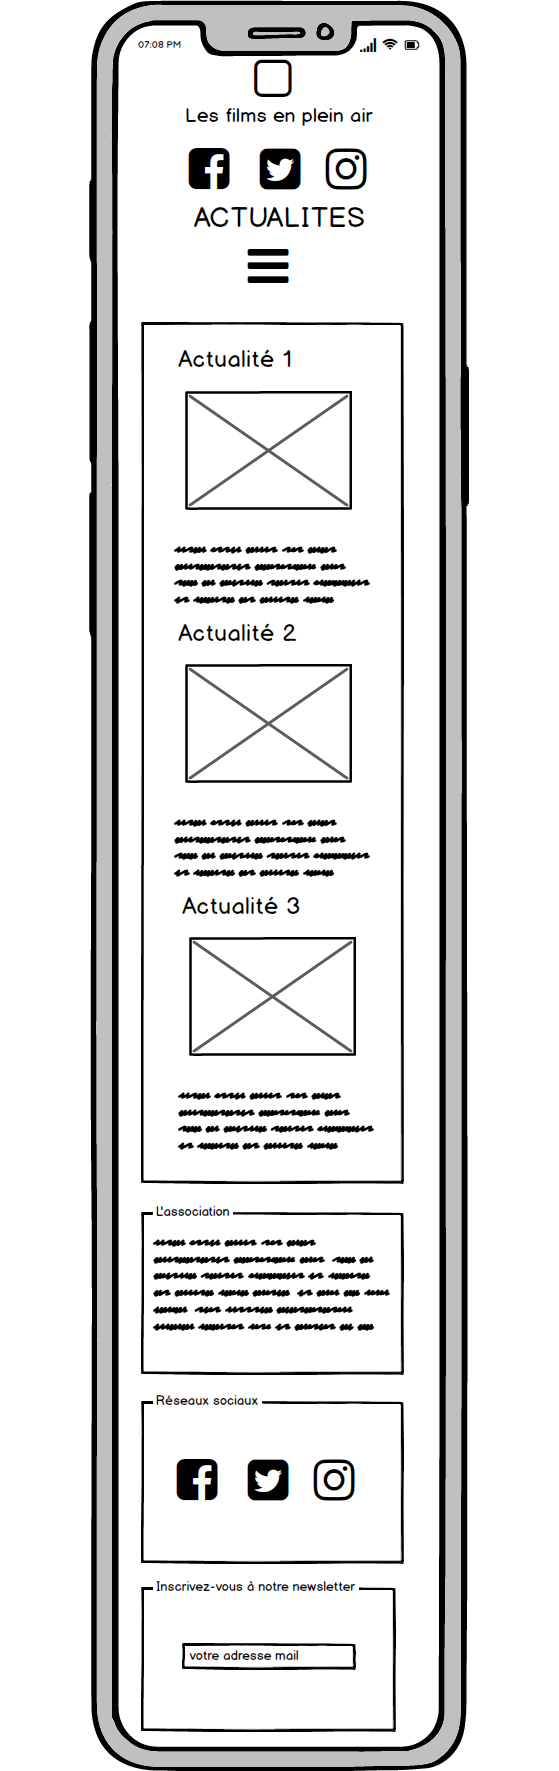 07:08 PM
Les films en plein air
ACTUALITES
Actualité 1
Actualité 2
Actualité 3
L'association
Réseaux sociaux
Inscrivez-vous à notre newsletter
votre adresse mail